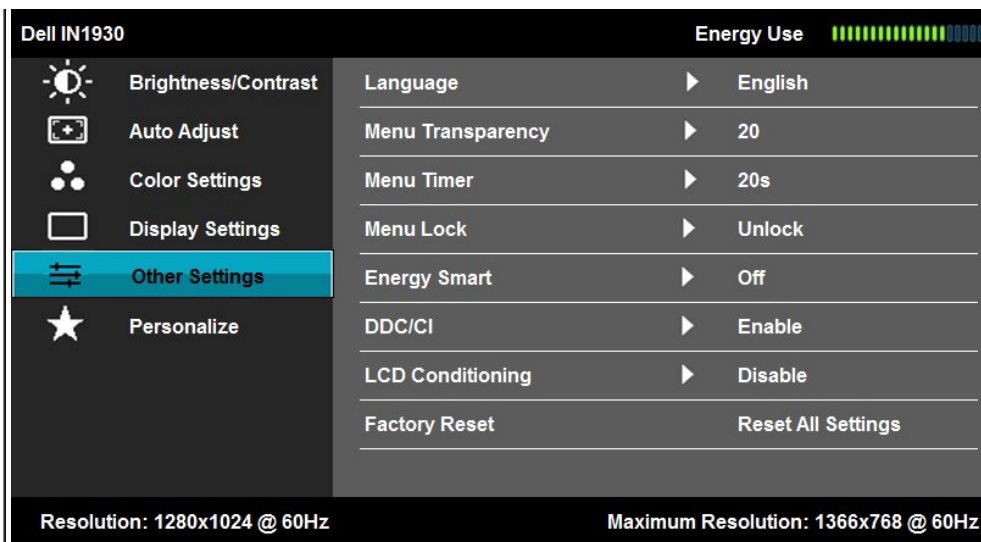 Dell IN1930 Energy Use
Brightness/Contrast Language English
Auto Adjust Menu Transparency 20
Color Settings Menu Timer 20s
Display Settings Menu Lock Unlock
Other Settings Energy Smart Off
Personalize DDC/CI Enable
LCD Conditioning Disable
Factory Reset Reset All Settings
Resolution: 1280x1024 @ 60Hz Maximum Resolution: 1366x768 @ 60Hz